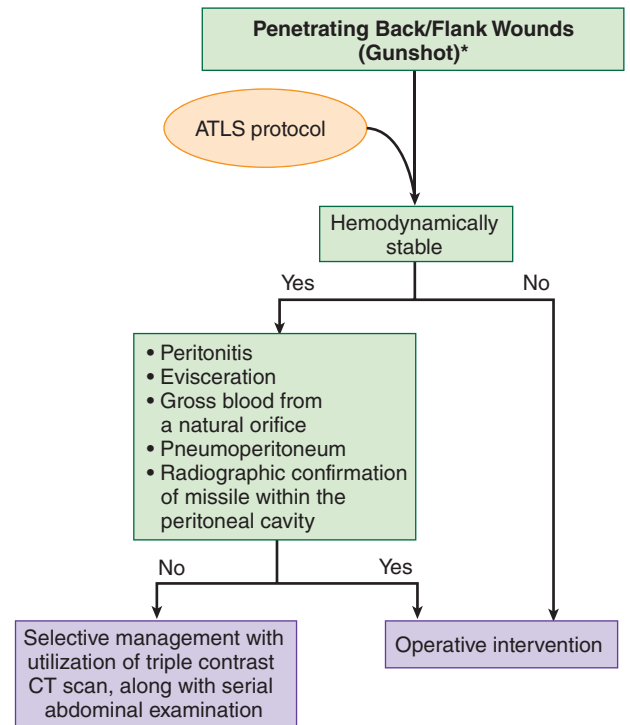 Penetrating Back/Flank Wounds
(Gunshot)*
ATLS protocol
Hemodynamically
stable
Yes
No
• Peritonitis
• Evisceration
• Gross blood from
a natural orifice
• Pneumoperitoneum
• Radiographic confirmation
of missile within the
peritoneal cavity
No
Yes
Selective management with
utilization of triple contrast
CT scan, along with serial
abdominal examination
Operative intervention